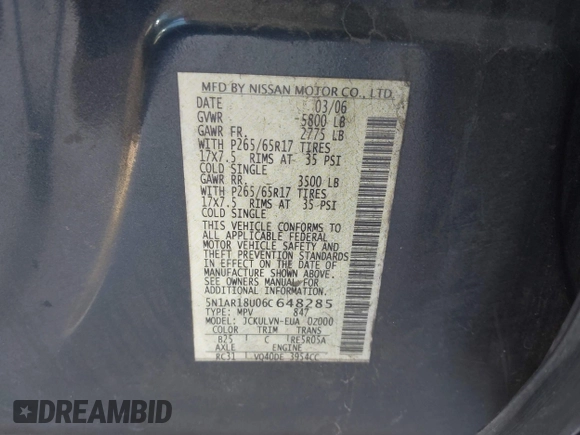 MFD BY NISSAN MOTOR CO., LTD.
DATE 03/06
GVWR 5800 LB
GAWR FR. 2775 LB
WITH P265/65R17 TIRES
17X7.5 RIMS AT 35 PSI
COLD SINGLE
GAWR RR. 3500 LB
WITH P265/65R17 TIRES
17X7.5 RIMS AT 35 PSI
COLD SINGLE
THIS VEHICLE CONFORMS TO
ALL APPLICABLE FEDERAL
MOTOR VEHICLE SAFETY AND
THEFT PREVENTION STANDARDS
IN EFFECT ON THE DATE OF
MANUFACTURE SHOWN ABOVE.
SEE OWNERS MANUAL FOR
ADDITIONAL INFORMATION.
5N1AR18U06C648285
TYPE: MPV 847
MODEL: JCKULVN-EUA 02000
COLOR TRIM TRANS
B25 C RE5R05A
AXLE ENGINE
RC31 VQ40DE 3954CC
DREAMBID